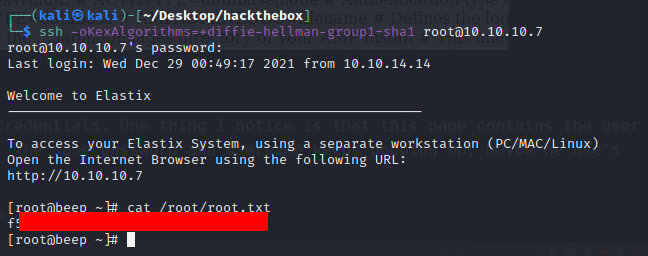 ┌──(kali㉿kali)-[~/Desktop/hackthebox]
└─$ ssh -oKexAlgorithms=+diffie-hellman-group1-sha1 root@10.10.10.7
root@10.10.10.7's password:
Last login: Wed Dec 29 00:49:17 2021 from 10.10.14.14
Welcome to Elastix
----------------------------------------------------
To access your Elastix System, using a separate workstation (PC/MAC/Linux)
Open the Internet Browser using the following URL:
http://10.10.10.7
[root@beep ~]# cat /root/root.txt
f5
[root@beep ~]#